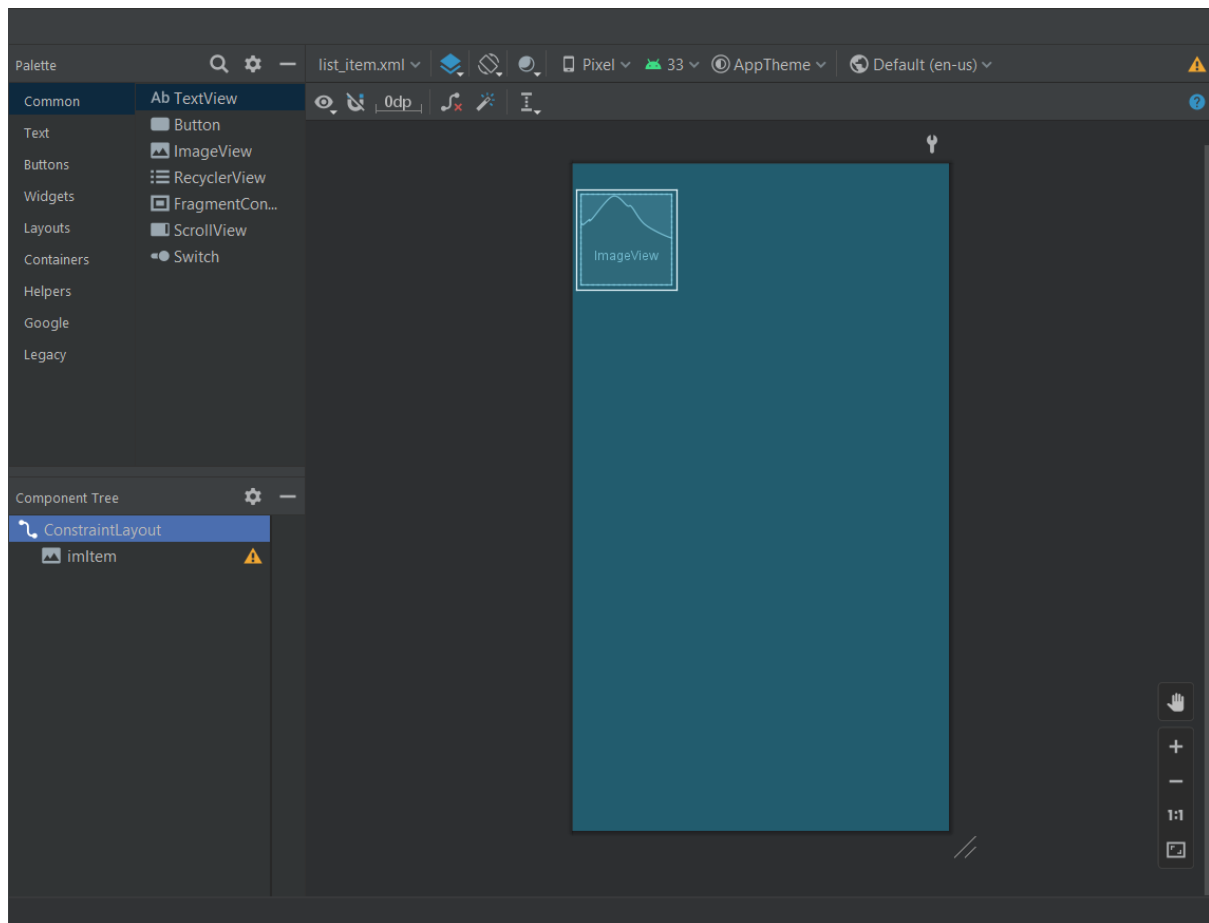 Palette
list_item.xml
Pixel
33
AppTheme
Default (en-us)
Common
Text
Buttons
Widgets
Layouts
Containers
Helpers
Google
Legacy
Ab TextView
Button
ImageView
RecyclerView
FragmentCon...
ScrollView
Switch
0dp
ImageView
Component Tree
ConstraintLayout
imItem
1:1